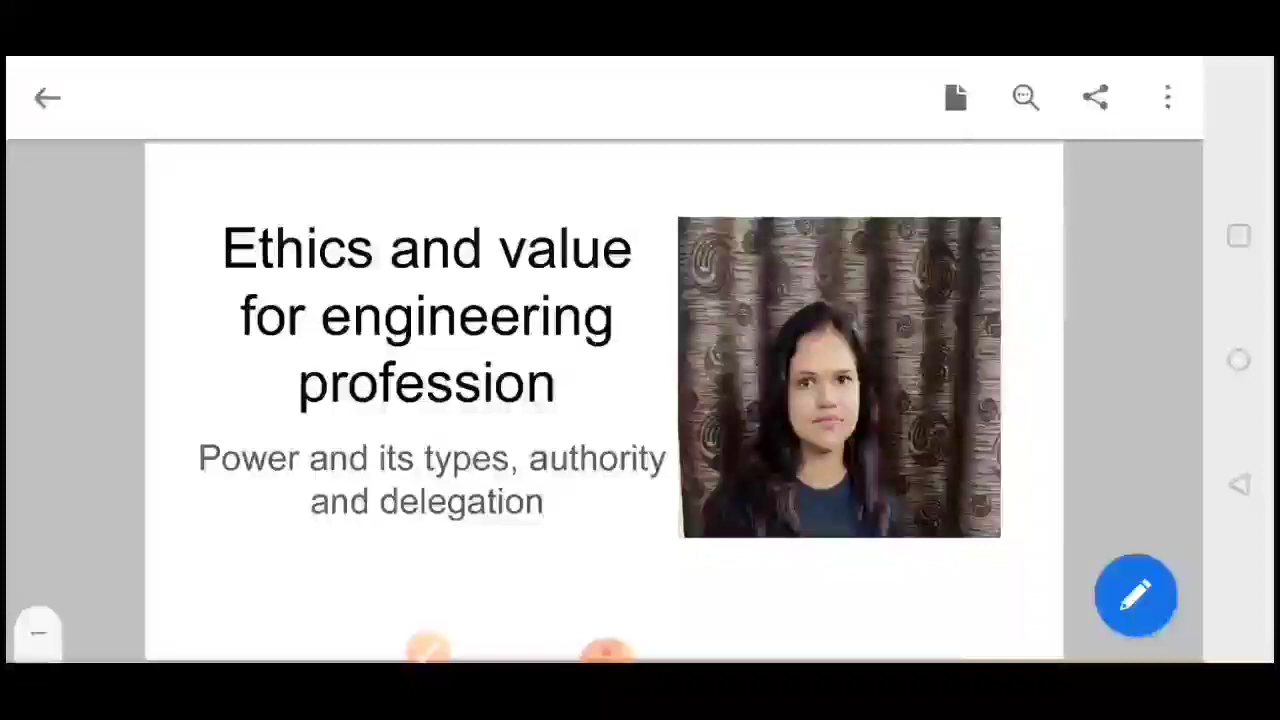 Ethics and value
for engineering
profession
Power and its types, authority
and delegation